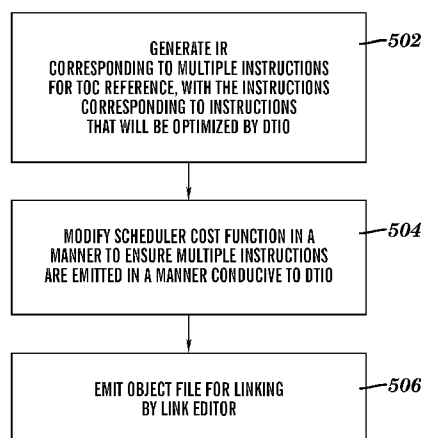 GENERATE IR
CORRESPONDING TO MULTIPLE INSTRUCTIONS
FOR TOC REFERENCE, WITH THE INSTRUCTIONS
CORRESPONDING TO INSTRUCTIONS
THAT WILL BE OPTIMIZED BY DTIO
502
MODIFY SCHEDULER COST FUNCTION IN A
MANNER TO ENSURE MULTIPLE INSTRUCTIONS
ARE EMITTED IN A MANNER CONDUCIVE TO DTIO
504
EMIT OBJECT FILE FOR LINKING
BY LINK EDITOR
506